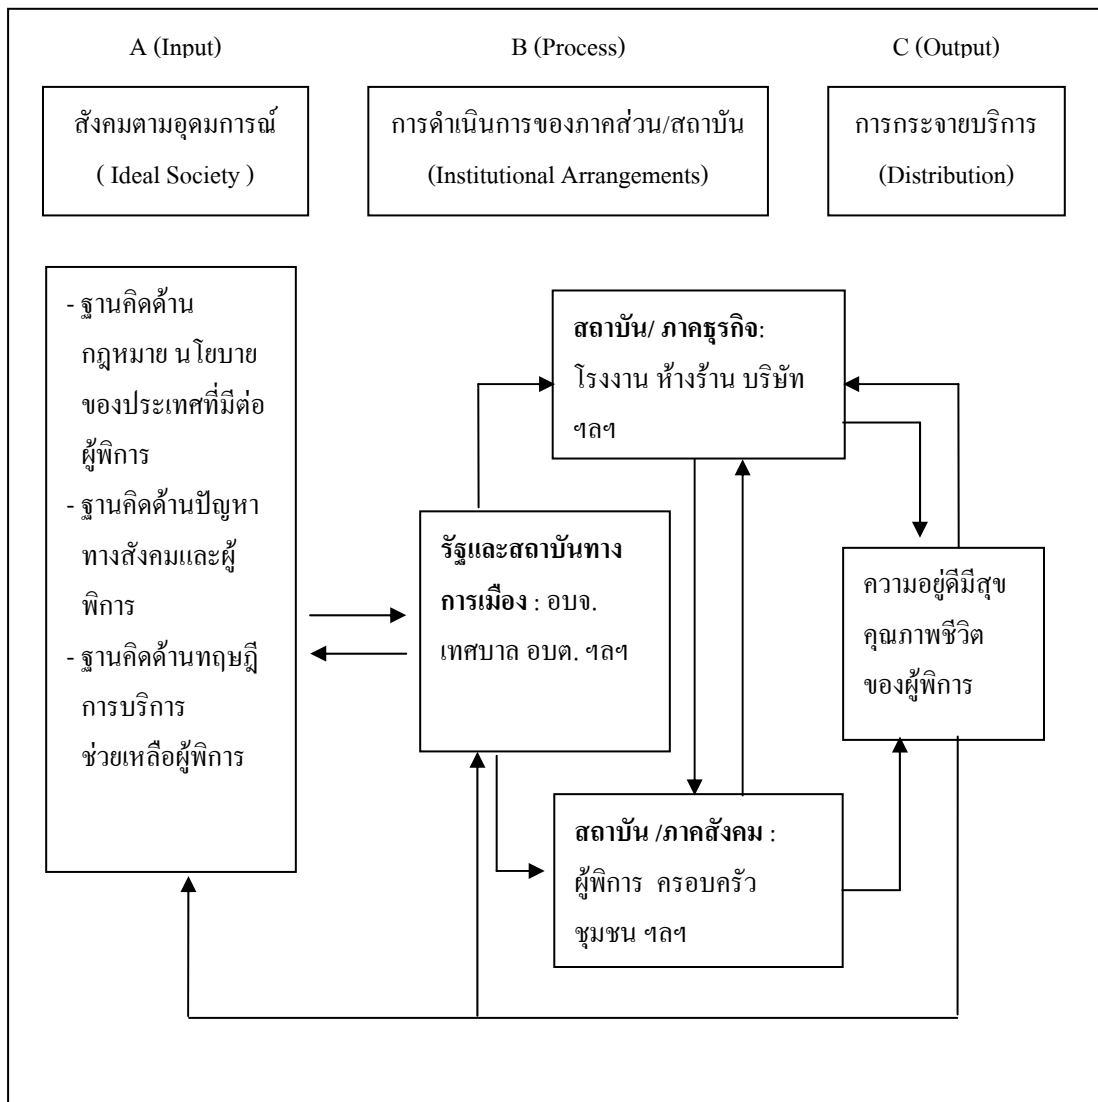 A (Input)
B (Process)
C (Output)
สังคมตามอุดมการณ์
( Ideal Society )
การดำเนินการของภาคส่วน/สถาบัน
(Institutional Arrangements)
การกระจายบริการ
(Distribution)
- ฐานคิดด้าน
กฎหมาย นโยบาย
ของประเทศที่มีต่อ
ผู้พิการ
- ฐานคิดด้านปัญหา
ทางสังคมและผู้
พิการ
- ฐานคิดด้านทฤษฎี
การบริการ
ช่วยเหลือผู้พิการ
สถาบัน/ ภาคธุรกิจ:
โรงงาน ห้างร้าน บริษัท
ฯลฯ
รัฐและสถาบันทาง
การเมือง : อบจ.
เทศบาล อบต. ฯลฯ
ความอยู่ดีมีสุข
คุณภาพชีวิต
ของผู้พิการ
สถาบัน /ภาคสังคม :
ผู้พิการ ครอบครัว
ชุมชน ฯลฯ